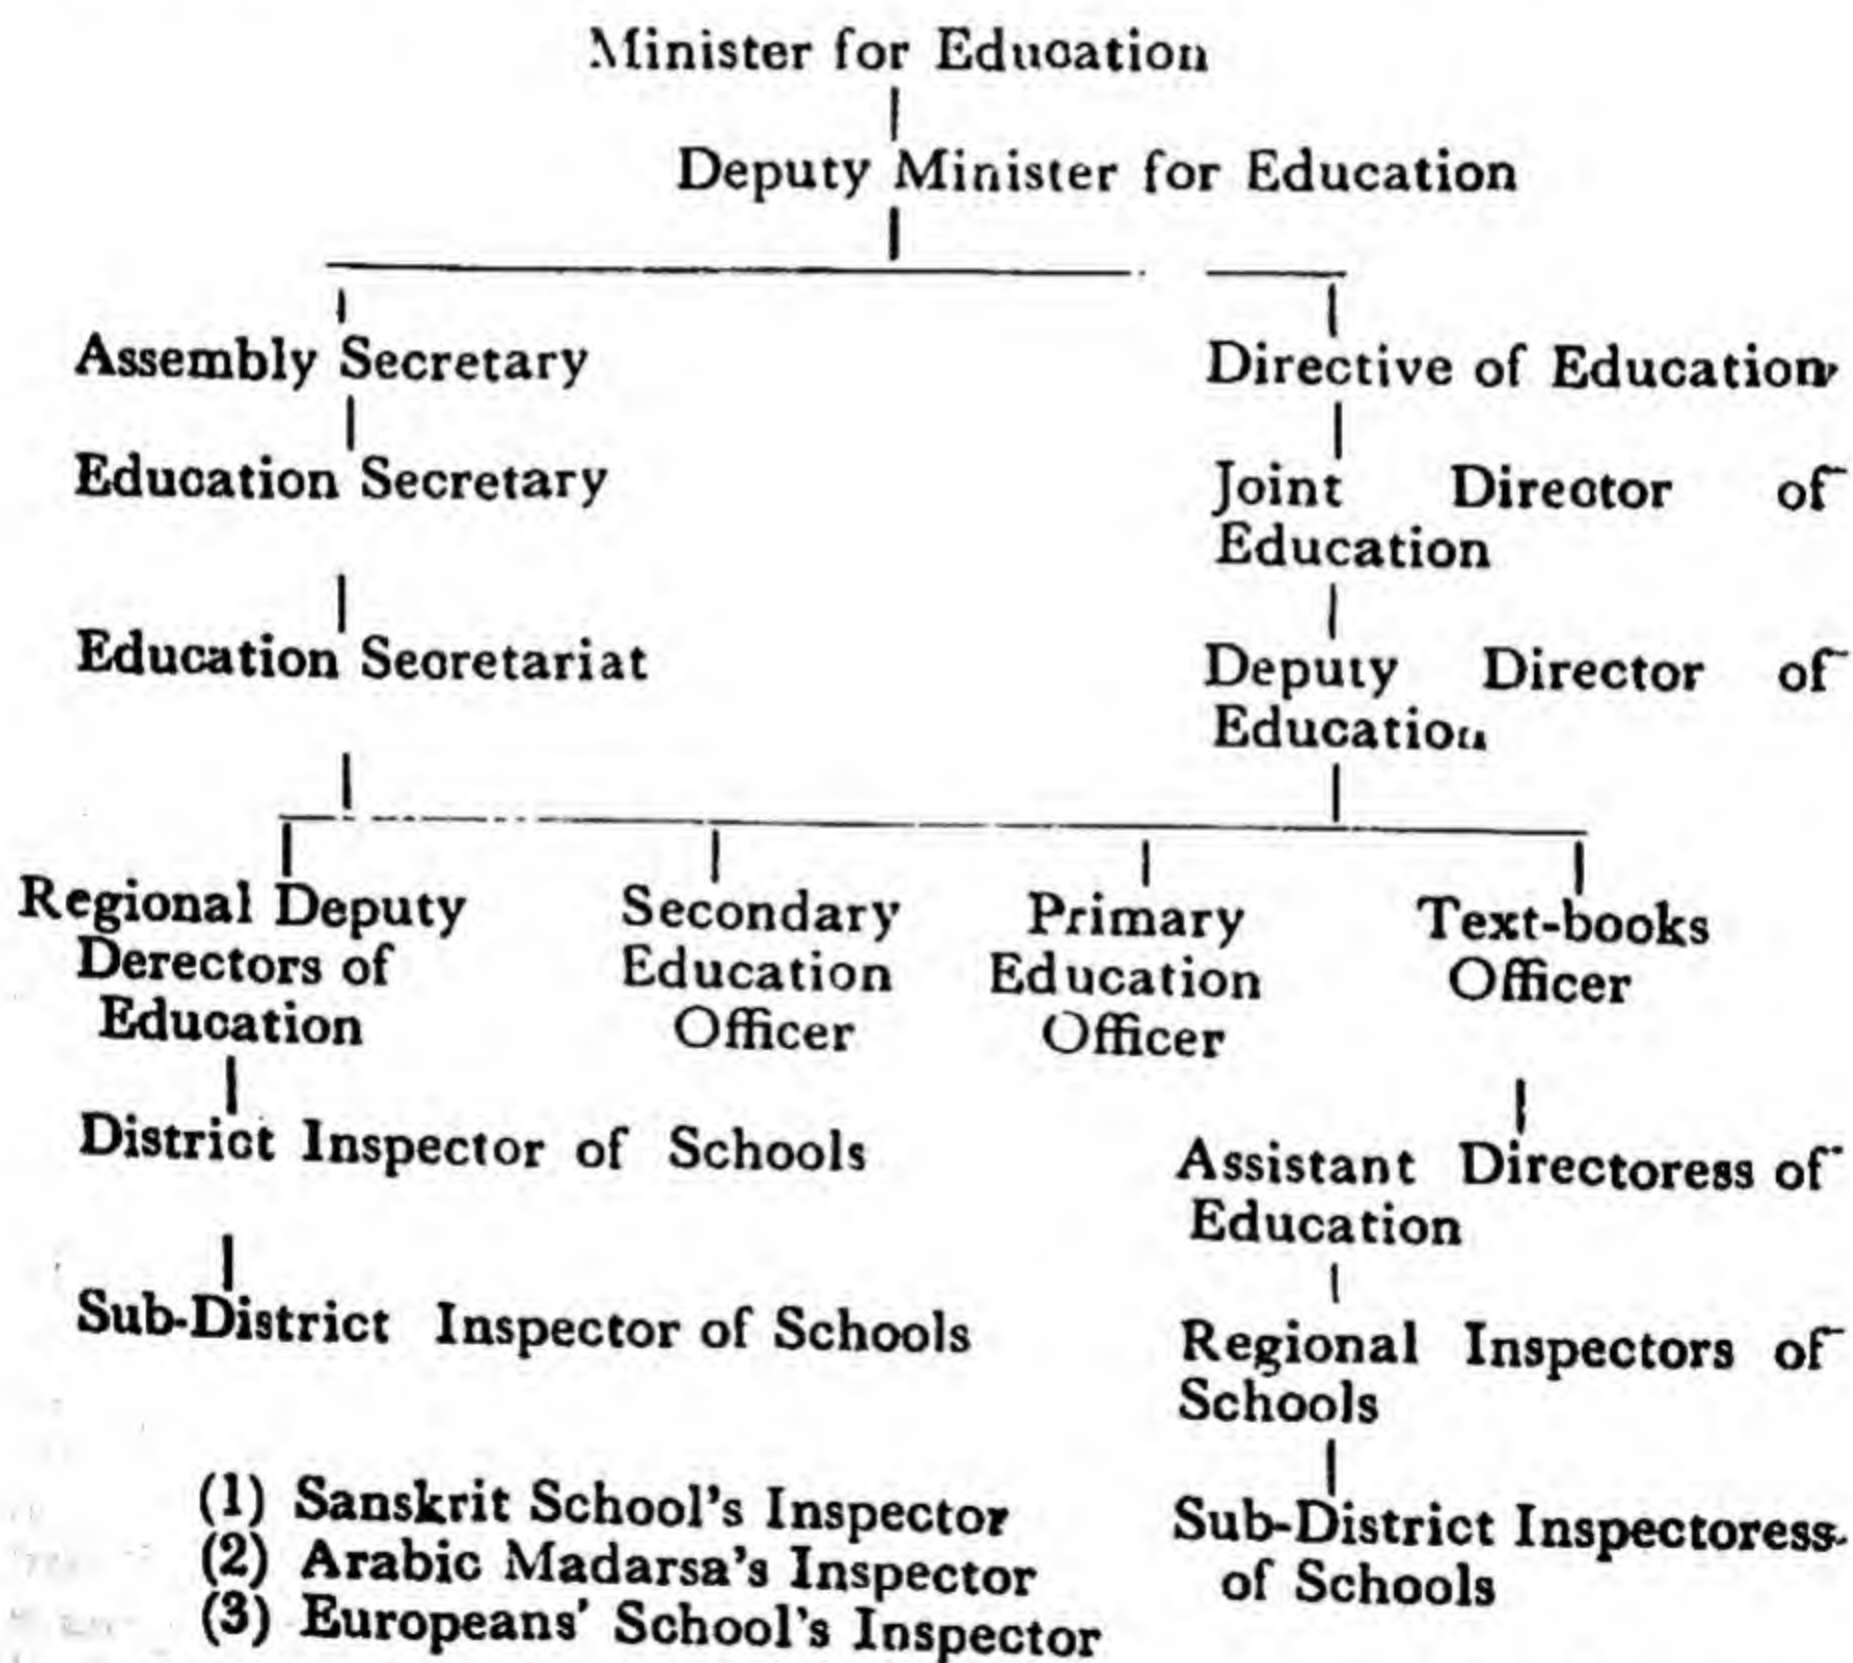 Minister for Education
Deputy Minister for Education
Assembly Secretary
Directive of Education
Education Secretary
Joint Director of
Education
Education Secretariat
Deputy Director of
Education
Regional Deputy
Derectors of
Education
Secondary
Education
Officer
Primary
Education
Officer
Text-books
Officer
District Inspector of Schools
Assistant Directoress of
Education
Sub-District Inspector of Schools
Regional Inspectors of
Schools
(1) Sanskrit School's Inspector
(2) Arabic Madarsa's Inspector
(3) Europeans' School's Inspector
Sub-District Inspectoress
of Schools